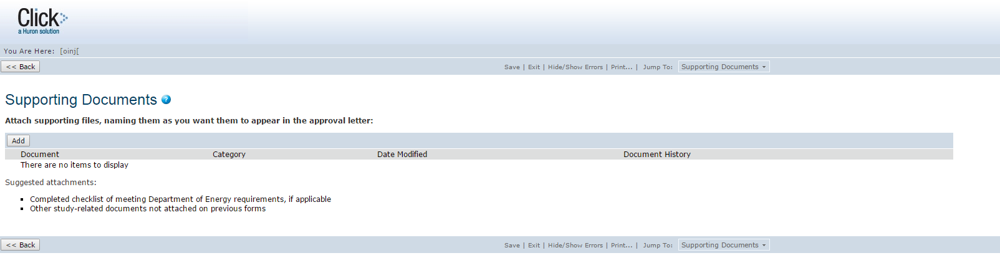 Click
a Huron solution
You Are Here: [oinj[
<< Back Save | Exit | Hide/Show Errors | Print... | Jump To: Supporting Documents
Supporting Documents ?
Attach supporting files, naming them as you want them to appear in the approval letter:
Add
Document Category Date Modified Document History
There are no items to display
Suggested attachments:
Completed checklist of meeting Department of Energy requirements, if applicable
Other study-related documents not attached on previous forms
<< Back Save | Exit | Hide/Show Errors | Print... | Jump To: Supporting Documents